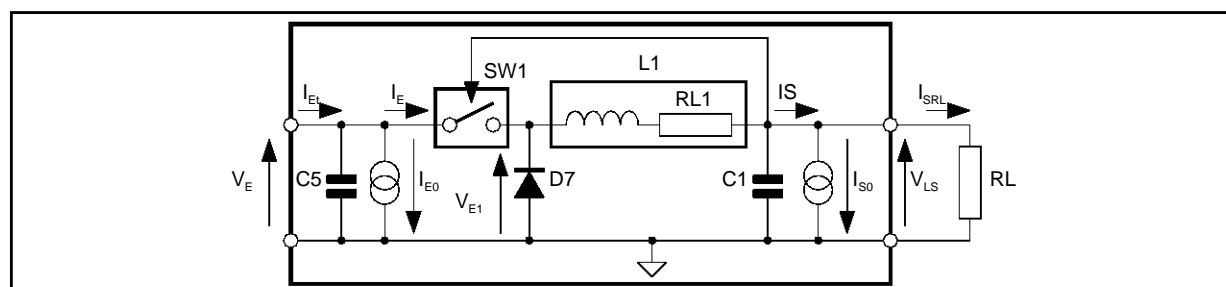 L1
SW1
RL1
I_Et
I_E
IS
I_SRL
V_E
C5
I_E0
V_E1
D7
C1
I_S0
V_LS
RL